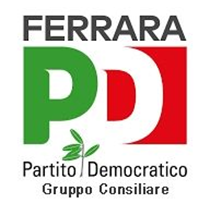 FERRARA
PD
Partito Democratico
Gruppo Consiliare